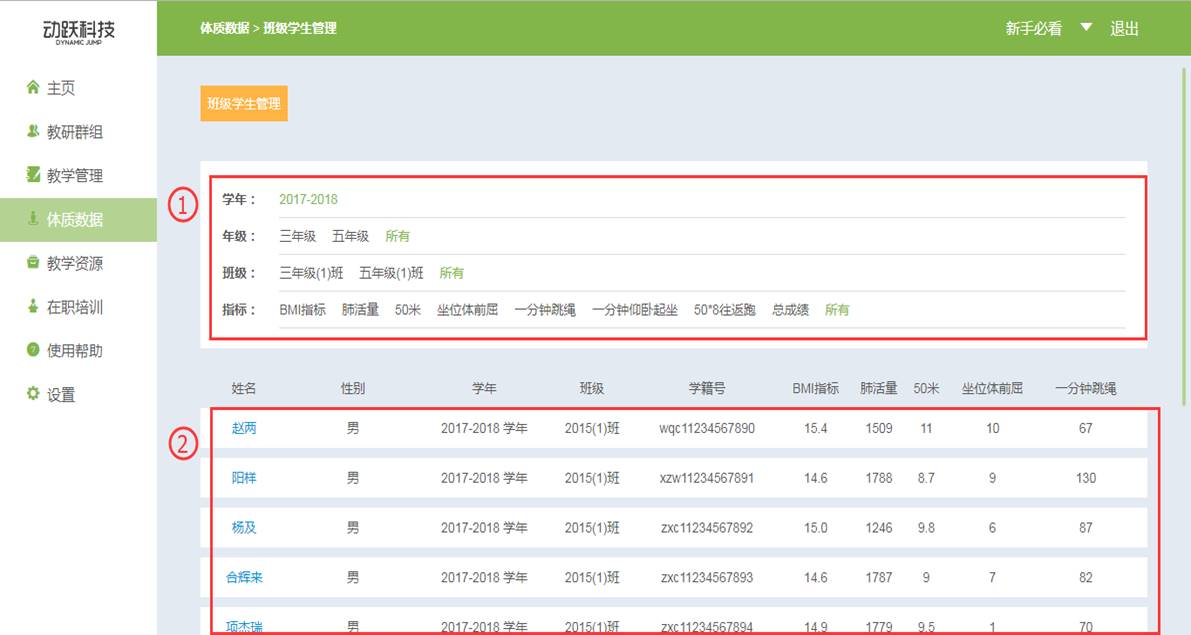 动跃科技
DYNAMIC JUMP
体质数据 > 班级学生管理
新手必看 退出
主页
教研群组
教学管理
体质数据
教学资源
在职培训
使用帮助
设置
班级学生管理
1
学年： 2017-2018
年级： 三年级 五年级 所有
班级： 三年级(1)班 五年级(1)班 所有
指标： BMI指标 肺活量 50米 坐位体前屈 一分钟跳绳 一分钟仰卧起坐 50*8往返跑 总成绩 所有
姓名 性别 学年 班级 学籍号 BMI指标 肺活量 50米 坐位体前屈 一分钟跳绳
2
赵两 男 2017-2018 学年 2015(1)班 wqc11234567890 15.4 1509 11 10 67
阳样 男 2017-2018 学年 2015(1)班 xzw11234567891 14.6 1788 8.7 9 130
杨及 男 2017-2018 学年 2015(1)班 zxc11234567892 15.0 1246 9.8 6 87
合辉来 男 2017-2018 学年 2015(1)班 zxc11234567893 14.6 1787 9 7 82
项杰瑞 男 2017-2018 学年 2015(1)班 zxc11234567894 14.9 1779 9.5 1 70